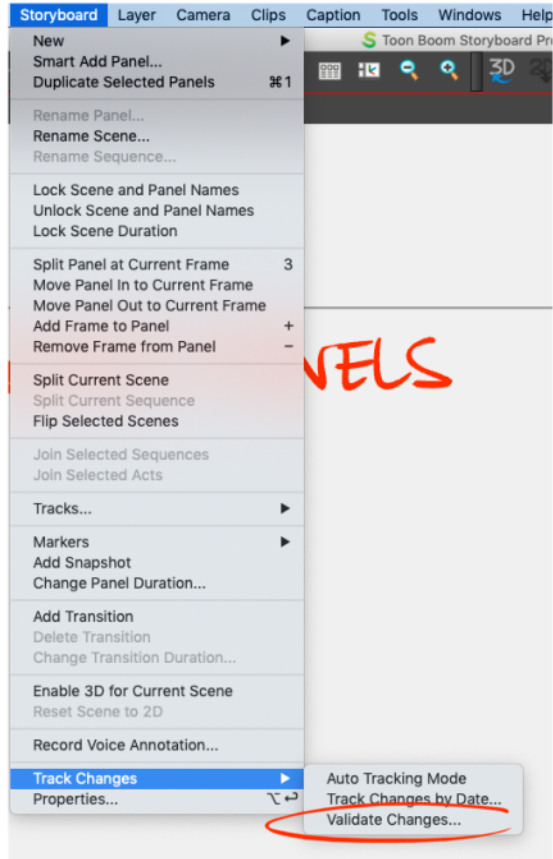 Storyboard Layer Camera Clips Caption Tools Windows Help
Toon Boom Storyboard Pro
New
Smart Add Panel...
Duplicate Selected Panels ⌘1
3D
2D
Rename Panel...
Rename Scene...
Rename Sequence...
Lock Scene and Panel Names
Unlock Scene and Panel Names
Lock Scene Duration
Split Panel at Current Frame 3
Move Panel In to Current Frame
Move Panel Out to Current Frame
Add Frame to Panel +
Remove Frame from Panel –
NELS
Split Current Scene
Split Current Sequence
Flip Selected Scenes
Join Selected Sequences
Join Selected Acts
Tracks...
Markers
Add Snapshot
Change Panel Duration...
Add Transition
Delete Transition
Change Transition Duration...
Enable 3D for Current Scene
Reset Scene to 2D
Record Voice Annotation...
Track Changes
Properties... ⌥↩
Auto Tracking Mode
Track Changes by Date...
Validate Changes...